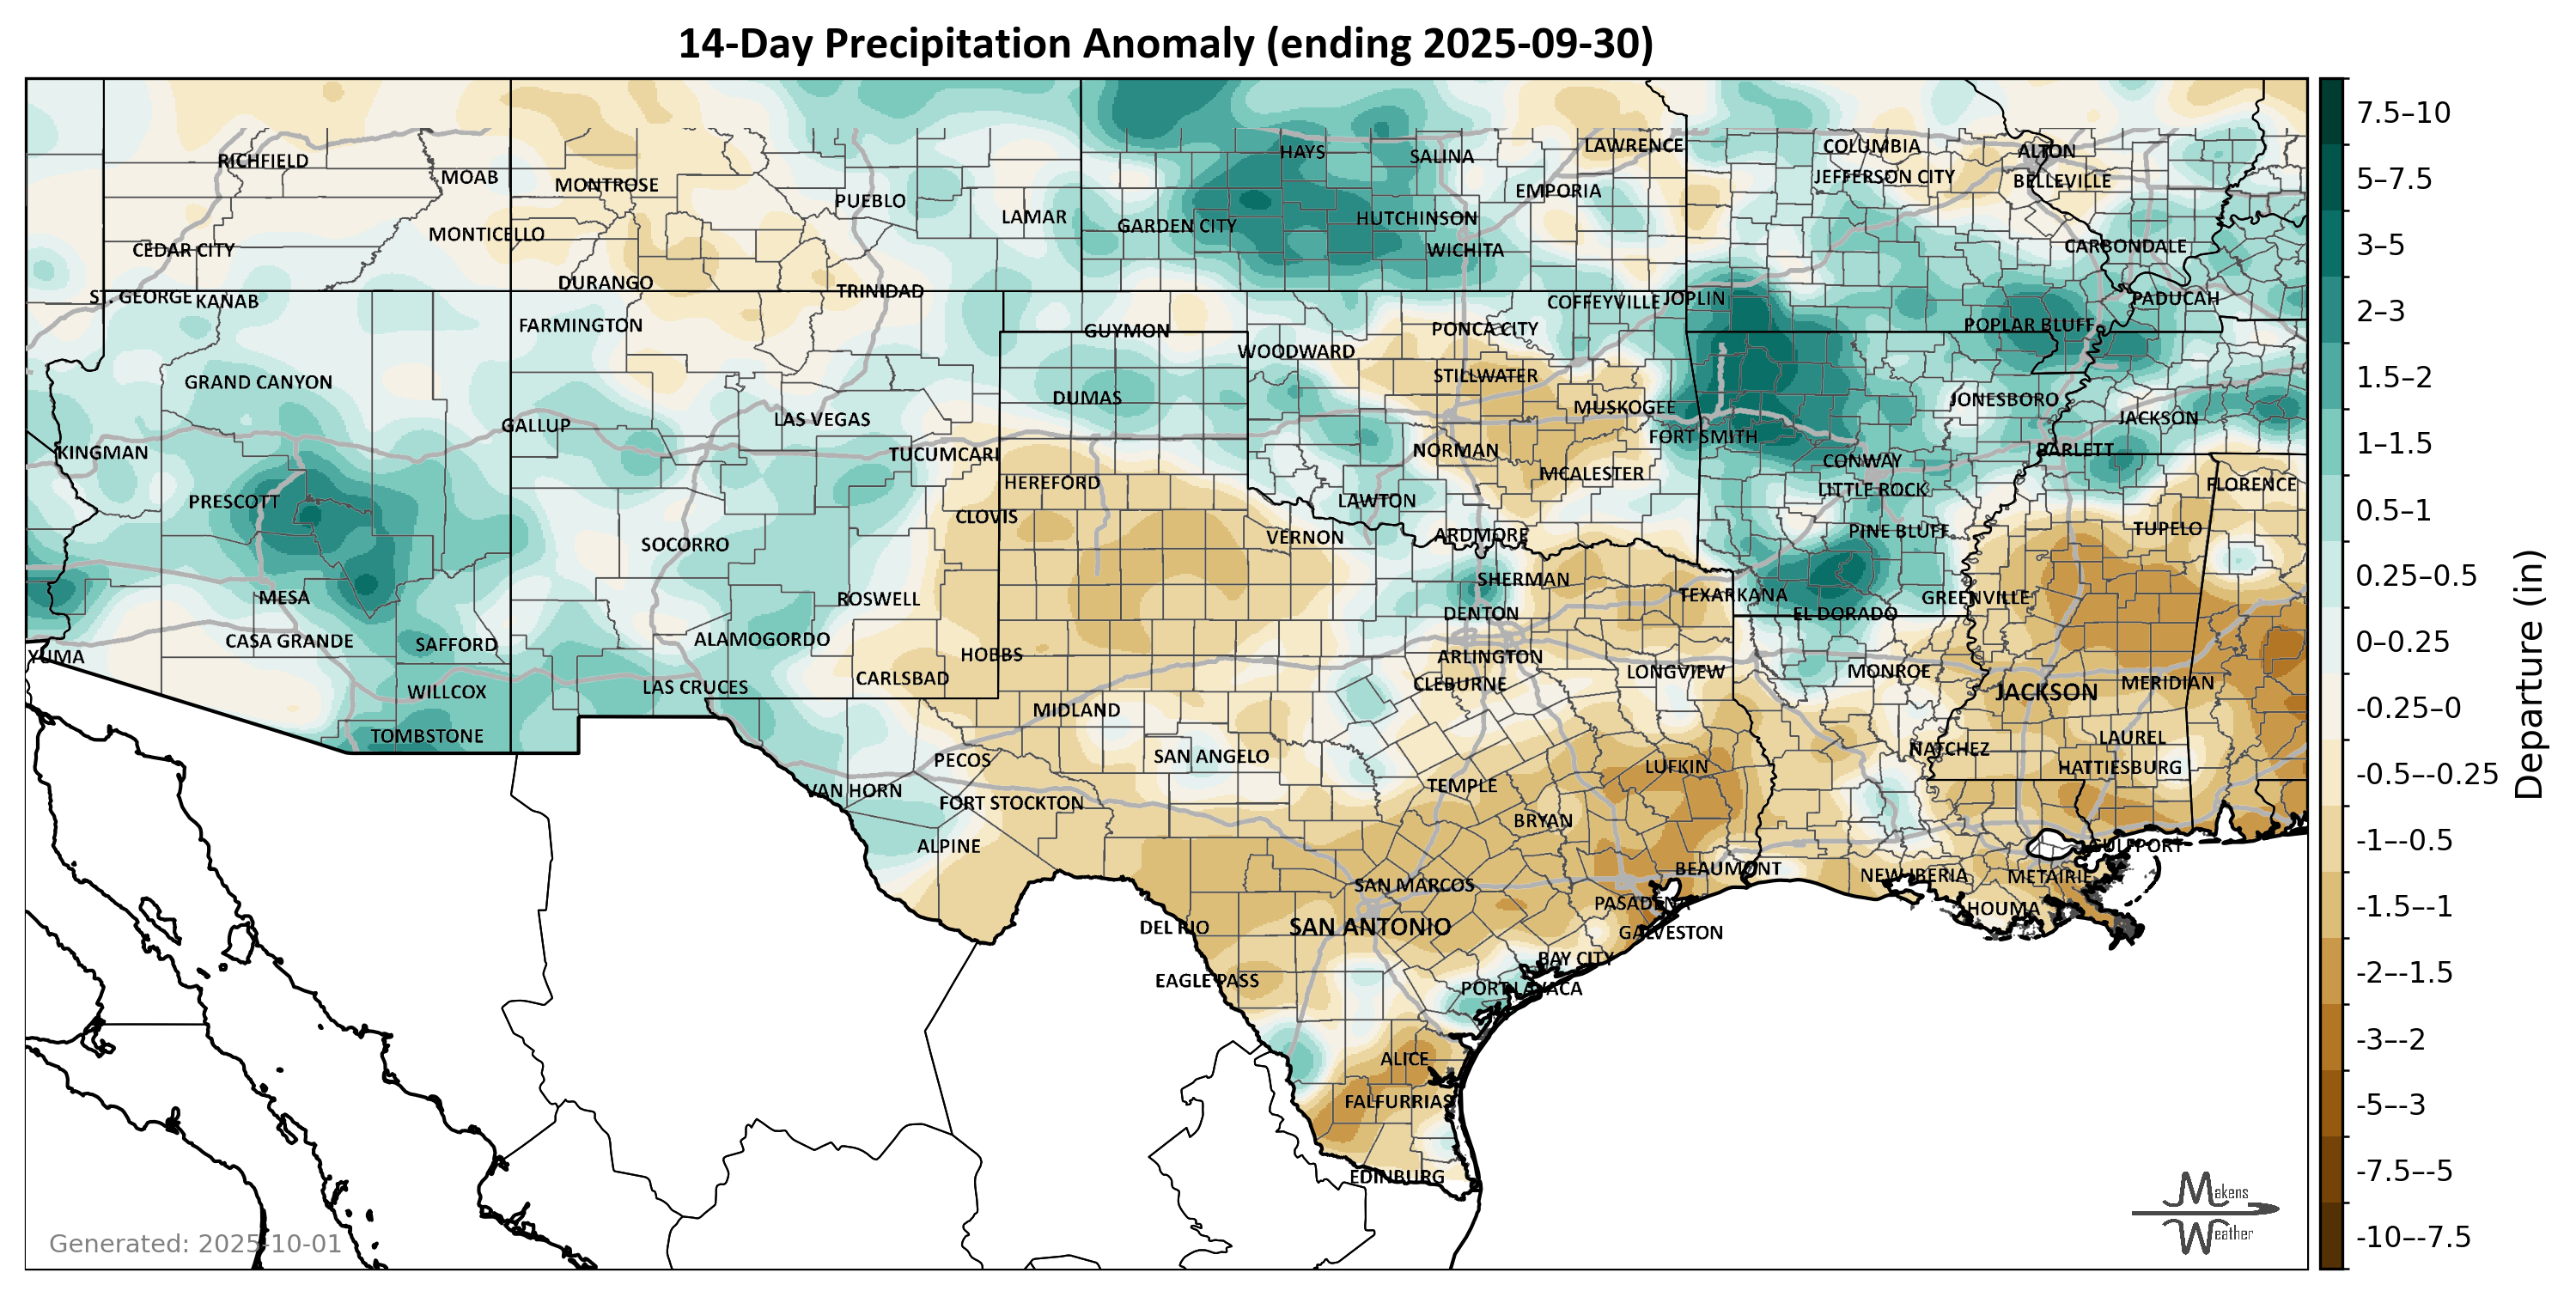 14-Day Precipitation Anomaly (ending 2025-09-30)
HAYS
SALINA
LAWRENCE
COLUMBIA
ALTON
RICHFIELD
MOAB
MONTROSE
EMPORIA
JEFFERSON CITY
BELLEVILLE
PUEBLO
LAMAR
GARDEN CITY
HUTCHINSON
MONTICELLO
CEDAR CITY
WICHITA
CARBONDALE
DURANGO
TRINIDAD
ST. GEORGE
KANAB
COFFEYVILLE
JOPLIN
PADUCAH
FARMINGTON
GUYMON
PONCA CITY
POPLAR BLUFF
WOODWARD
GRAND CANYON
STILLWATER
DUMAS
MUSKOGEE
JONESBORO
LAS VEGAS
JACKSON
GALLUP
FORT SMITH
KINGMAN
TUCUMCARI
NORMAN
BARLETT
CONWAY
MCALESTER
HEREFORD
LITTLE ROCK
FLORENCE
PRESCOTT
LAWTON
CLOVIS
VERNON
ARDMORE
PINE BLUFF
TUPELO
SOCORRO
SHERMAN
MESA
ROSWELL
TEXARKANA
GREENVILLE
DENTON
EL DORADO
CASA GRANDE
SAFFORD
ALAMOGORDO
YUMA
HOBBS
ARLINGTON
LONGVIEW
MONROE
CARLSBAD
CLEBURNE
WILLCOX
LAS CRUCES
JACKSON
MERIDIAN
MIDLAND
TOMBSTONE
NATCHEZ
LAUREL
PECOS
SAN ANGELO
LUFKIN
HATTIESBURG
TEMPLE
VAN HORN
FORT STOCKTON
BRYAN
ALPINE
GULFPORT
BEAUMONT
NEW IBERIA
METAIRIE
SAN MARCOS
PASADENA
HOUMA
DEL RIO
SAN ANTONIO
GALVESTON
BAY CITY
EAGLE PASS
PORT LAVACA
ALICE
FALFURRIAS
EDINBURG
7.5–10
5–7.5
3–5
2–3
1.5–2
1–1.5
0.5–1
0.25–0.5
0–0.25
-0.25–0
-0.5–-0.25
-1–-0.5
-1.5–-1
-2–-1.5
-3–-2
-5–-3
-7.5–-5
-10–-7.5
Departure (in)
Generated: 2025-10-01
Makens
Weather